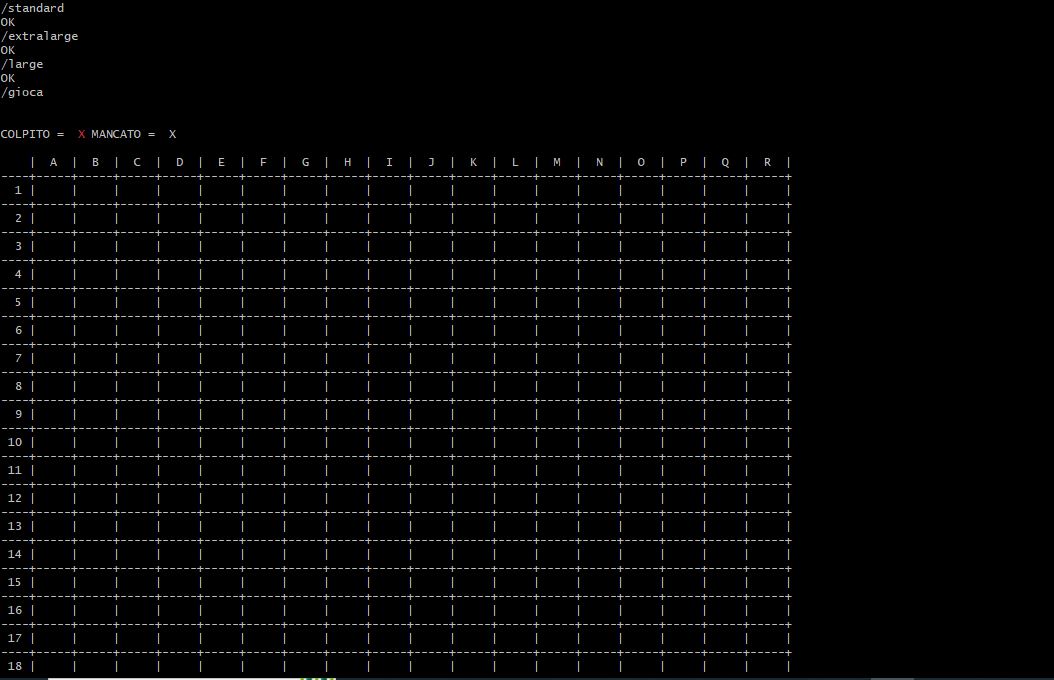 /standard
OK
/extralarge
OK
/large
OK
/gioca
COLPITO =  X MANCATO =  X
| A | B | C | D | E | F | G | H | I | J | K | L | M | N | O | P | Q | R |
----+-----+-----+-----+-----+-----+-----+-----+-----+-----+-----+-----+-----+-----+-----+-----+-----+-----+-----+
1 | | | | | | | | | | | | | | | | | | |
----+-----+-----+-----+-----+-----+-----+-----+-----+-----+-----+-----+-----+-----+-----+-----+-----+-----+-----+
2 | | | | | | | | | | | | | | | | | | |
----+-----+-----+-----+-----+-----+-----+-----+-----+-----+-----+-----+-----+-----+-----+-----+-----+-----+-----+
3 | | | | | | | | | | | | | | | | | | |
----+-----+-----+-----+-----+-----+-----+-----+-----+-----+-----+-----+-----+-----+-----+-----+-----+-----+-----+
4 | | | | | | | | | | | | | | | | | | |
----+-----+-----+-----+-----+-----+-----+-----+-----+-----+-----+-----+-----+-----+-----+-----+-----+-----+-----+
5 | | | | | | | | | | | | | | | | | | |
----+-----+-----+-----+-----+-----+-----+-----+-----+-----+-----+-----+-----+-----+-----+-----+-----+-----+-----+
6 | | | | | | | | | | | | | | | | | | |
----+-----+-----+-----+-----+-----+-----+-----+-----+-----+-----+-----+-----+-----+-----+-----+-----+-----+-----+
7 | | | | | | | | | | | | | | | | | | |
----+-----+-----+-----+-----+-----+-----+-----+-----+-----+-----+-----+-----+-----+-----+-----+-----+-----+-----+
8 | | | | | | | | | | | | | | | | | | |
----+-----+-----+-----+-----+-----+-----+-----+-----+-----+-----+-----+-----+-----+-----+-----+-----+-----+-----+
9 | | | | | | | | | | | | | | | | | | |
----+-----+-----+-----+-----+-----+-----+-----+-----+-----+-----+-----+-----+-----+-----+-----+-----+-----+-----+
10 | | | | | | | | | | | | | | | | | | |
----+-----+-----+-----+-----+-----+-----+-----+-----+-----+-----+-----+-----+-----+-----+-----+-----+-----+-----+
11 | | | | | | | | | | | | | | | | | | |
----+-----+-----+-----+-----+-----+-----+-----+-----+-----+-----+-----+-----+-----+-----+-----+-----+-----+-----+
12 | | | | | | | | | | | | | | | | | | |
----+-----+-----+-----+-----+-----+-----+-----+-----+-----+-----+-----+-----+-----+-----+-----+-----+-----+-----+
13 | | | | | | | | | | | | | | | | | | |
----+-----+-----+-----+-----+-----+-----+-----+-----+-----+-----+-----+-----+-----+-----+-----+-----+-----+-----+
14 | | | | | | | | | | | | | | | | | | |
----+-----+-----+-----+-----+-----+-----+-----+-----+-----+-----+-----+-----+-----+-----+-----+-----+-----+-----+
15 | | | | | | | | | | | | | | | | | | |
----+-----+-----+-----+-----+-----+-----+-----+-----+-----+-----+-----+-----+-----+-----+-----+-----+-----+-----+
16 | | | | | | | | | | | | | | | | | | |
----+-----+-----+-----+-----+-----+-----+-----+-----+-----+-----+-----+-----+-----+-----+-----+-----+-----+-----+
17 | | | | | | | | | | | | | | | | | | |
----+-----+-----+-----+-----+-----+-----+-----+-----+-----+-----+-----+-----+-----+-----+-----+-----+-----+-----+
18 | | | | | | | | | | | | | | | | | | |